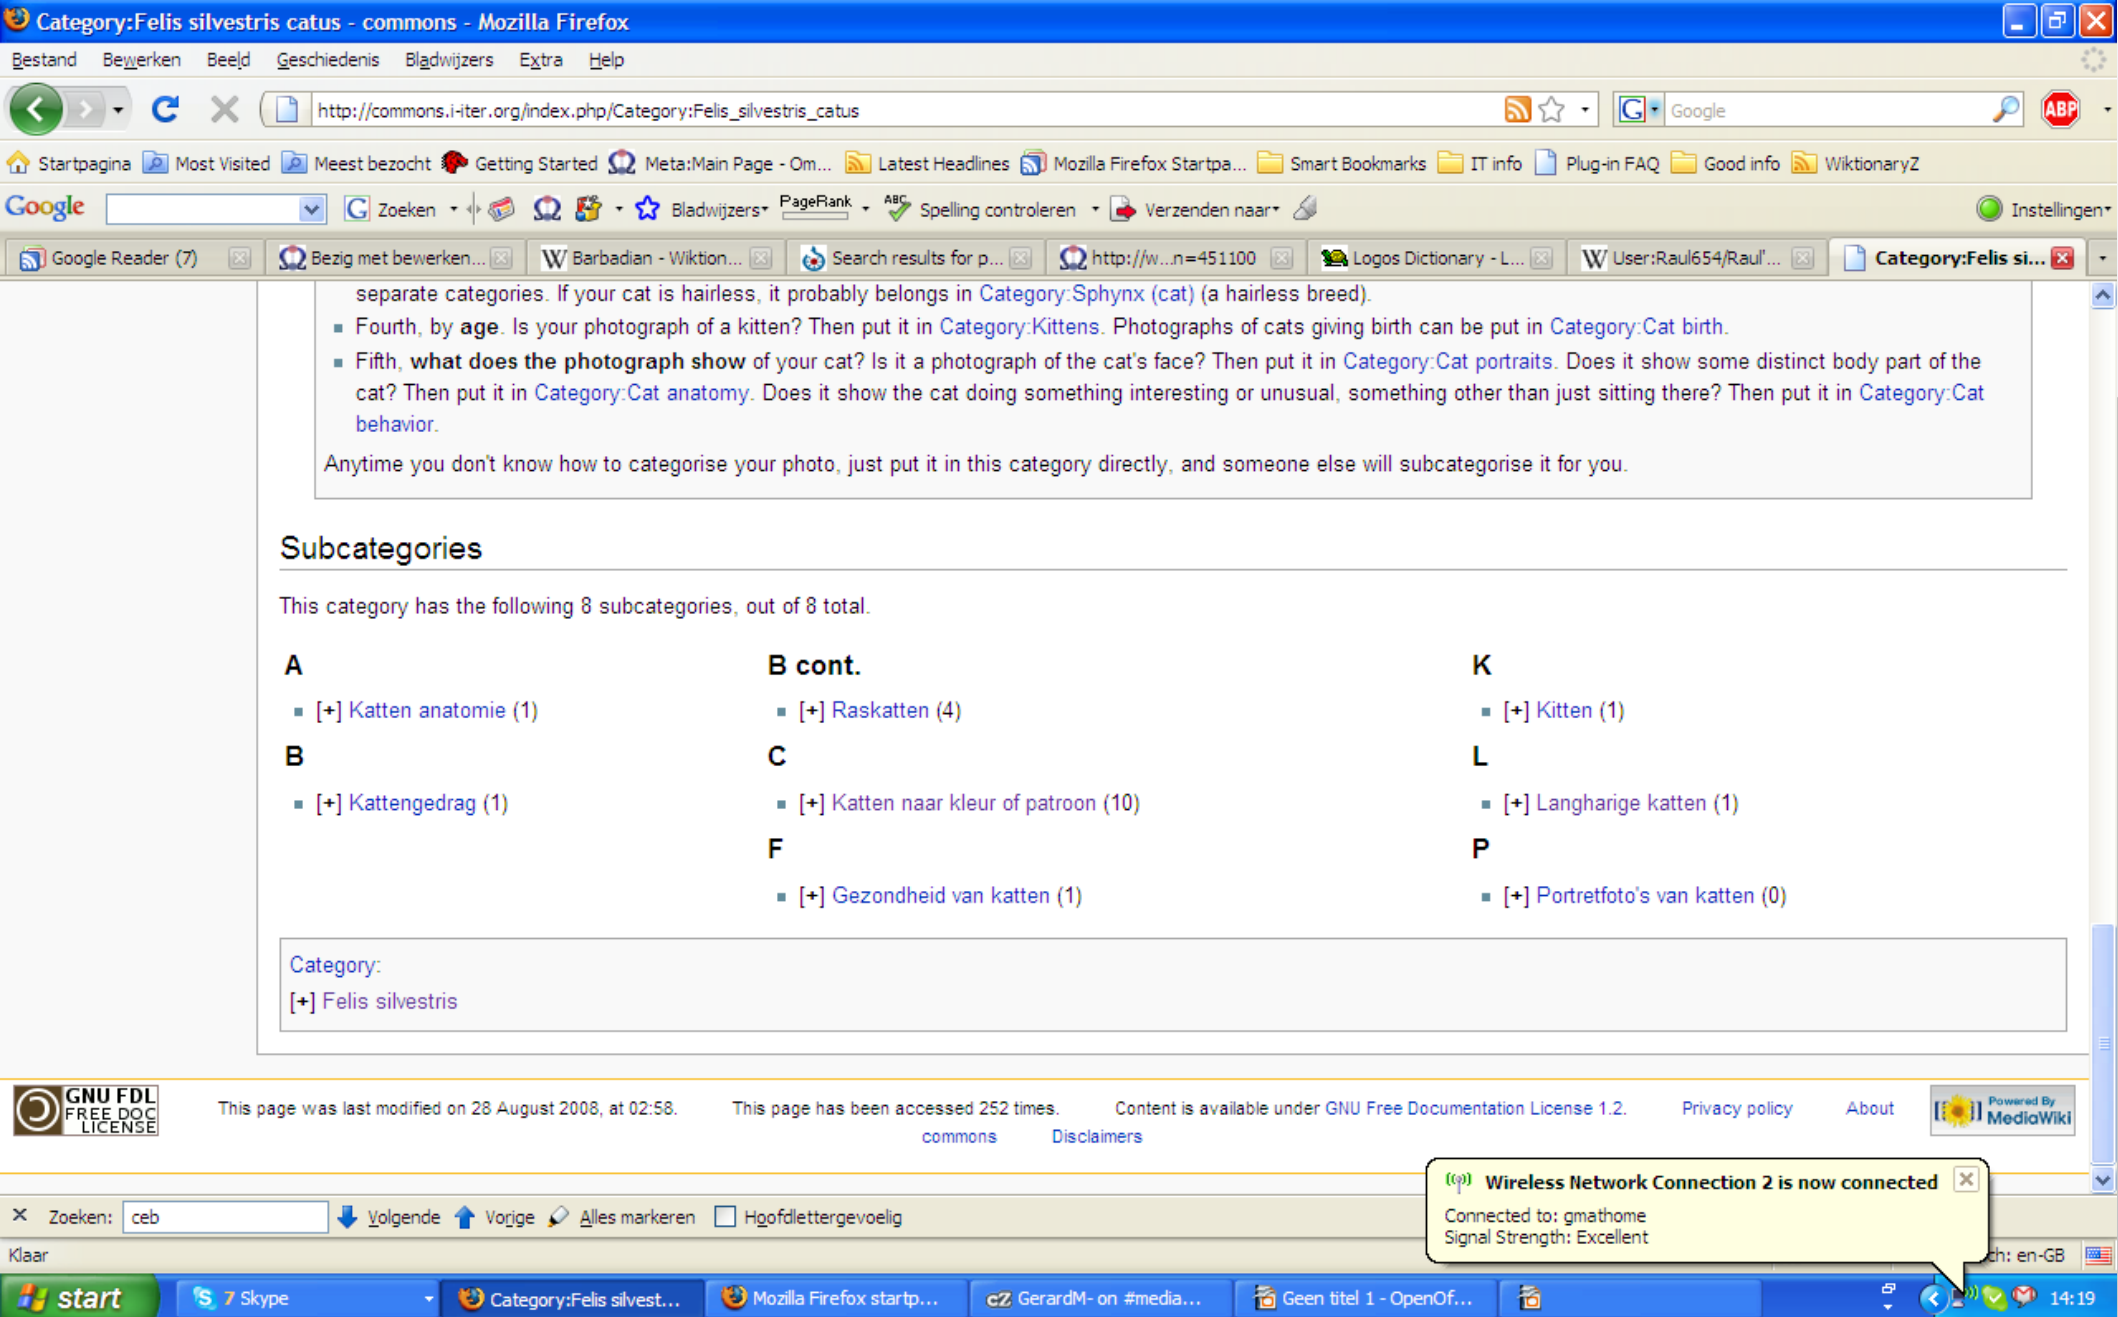 Category:Felis silvestris catus - commons - Mozilla Firefox
Bestand Bewerken Beeld Geschiedenis Bladwijzers Extra Help
http://commons.i-iter.org/index.php/Category:Felis_silvestris_catus G Google ABP
Startpagina Most Visited Meest bezocht Getting Started Meta:Main Page - Om... Latest Headlines Mozilla Firefox Startpa... Smart Bookmarks IT info Plug-in FAQ Good info WiktionaryZ
Google G Zoeken Bladwijzers PageRank ABC Spelling controleren Verzenden naar Instellingen
Google Reader (7) Bezig met bewerken... W Barbadian - Wiktion... Search results for p... http://w...n=451100 Logos Dictionary - L... W User:Raul654/Raul'... Category:Felis si...
separate categories. If your cat is hairless, it probably belongs in Category:Sphynx (cat) (a hairless breed).
Fourth, by age. Is your photograph of a kitten? Then put it in Category:Kittens. Photographs of cats giving birth can be put in Category:Cat birth.
Fifth, what does the photograph show of your cat? Is it a photograph of the cat's face? Then put it in Category:Cat portraits. Does it show some distinct body part of the
cat? Then put it in Category:Cat anatomy. Does it show the cat doing something interesting or unusual, something other than just sitting there? Then put it in Category:Cat
behavior.
Anytime you don't know how to categorise your photo, just put it in this category directly, and someone else will subcategorise it for you.
Subcategories
This category has the following 8 subcategories, out of 8 total.
A
[+] Katten anatomie (1)
B
[+] Kattengedrag (1)
B cont.
[+] Raskatten (4)
C
[+] Katten naar kleur of patroon (10)
F
[+] Gezondheid van katten (1)
K
[+] Kitten (1)
L
[+] Langharige katten (1)
P
[+] Portretfoto's van katten (0)
Category:
[+] Felis silvestris
GNU FDL
FREE DOC
LICENSE
This page was last modified on 28 August 2008, at 02:58. This page has been accessed 252 times. Content is available under GNU Free Documentation License 1.2. Privacy policy About
commons Disclaimers
Powered By
MediaWiki
Wireless Network Connection 2 is now connected
Connected to: gmathome
Signal Strength: Excellent
Zoeken: ceb Volgende Vorige Alles markeren Hoofdlettergevoelig
Klaar ch: en-GB
start 7 Skype Category:Felis silvest... Mozilla Firefox startp... cZ GerardM- on #media... Geen titel 1 - OpenOf... 14:19